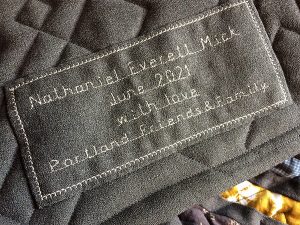 Nathaniel Everett Mick
June 2021
with love
Portland Friends & Family